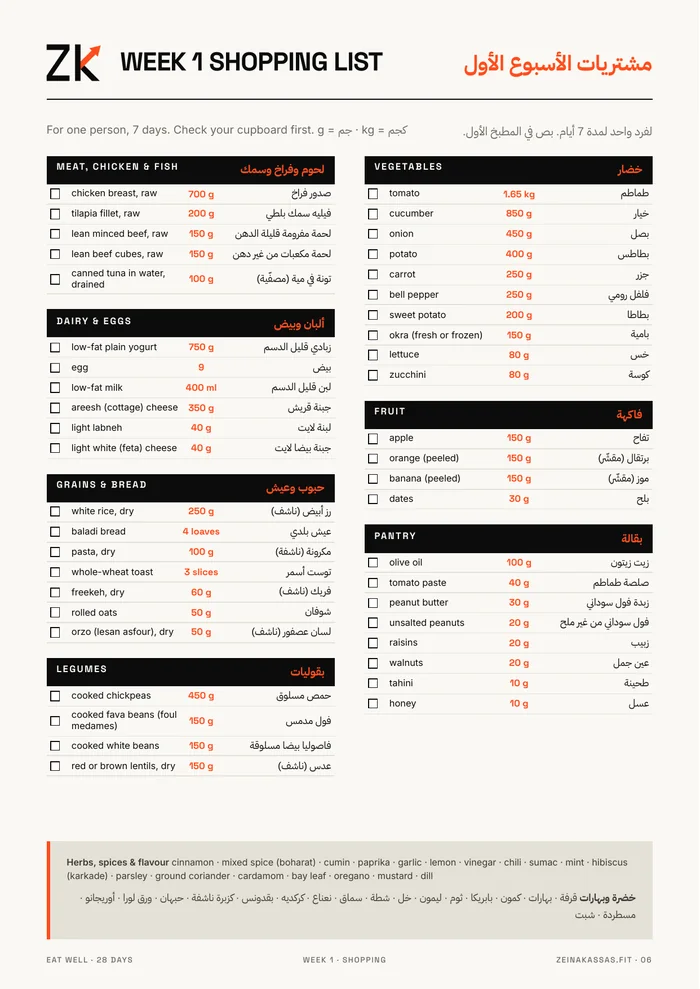 ZK WEEK 1 SHOPPING LIST مشتريات الأسبوع الأول
For one person, 7 days. Check your cupboard first. g = جم · kg = كجم
لفرد واحد لمدة 7 أيام. بص في المطبخ الأول.
MEAT, CHICKEN & FISH لحوم وفراخ وسمك
chicken breast, raw 700 g صدور فراخ
tilapia fillet, raw 200 g فيليه سمك بلطي
lean minced beef, raw 150 g لحمة مفرومة قليلة الدهن
lean beef cubes, raw 150 g لحمة مكعبات من غير دهن
canned tuna in water,
drained 100 g تونة في مية (مصفّية)
DAIRY & EGGS ألبان وبيض
low-fat plain yogurt 750 g زبادي قليل الدسم
egg 9 بيض
low-fat milk 400 ml لبن قليل الدسم
areesh (cottage) cheese 350 g جبنة قريش
light labneh 40 g لبنة لايت
light white (feta) cheese 40 g جبنة بيضا لايت
GRAINS & BREAD حبوب وعيش
white rice, dry 250 g رز أبيض (ناشف)
baladi bread 4 loaves عيش بلدي
pasta, dry 100 g مكرونة (ناشفة)
whole-wheat toast 3 slices توست أسمر
freekeh, dry 60 g فريك (ناشف)
rolled oats 50 g شوفان
orzo (lesan asfour), dry 50 g لسان عصفور (ناشف)
LEGUMES بقوليات
cooked chickpeas 450 g حمص مسلوق
cooked fava beans (foul
medames) 150 g فول مدمس
cooked white beans 150 g فاصوليا بيضا مسلوقة
red or brown lentils, dry 150 g عدس (ناشف)
VEGETABLES خضار
tomato 1.65 kg طماطم
cucumber 850 g خيار
onion 450 g بصل
potato 400 g بطاطس
carrot 250 g جزر
bell pepper 250 g فلفل رومي
sweet potato 200 g بطاطا
okra (fresh or frozen) 150 g بامية
lettuce 80 g خس
zucchini 80 g كوسة
FRUIT فاكهة
apple 150 g تفاح
orange (peeled) 150 g برتقال (مقشّر)
banana (peeled) 150 g موز (مقشّر)
dates 30 g بلح
PANTRY بقالة
olive oil 100 g زيت زيتون
tomato paste 40 g صلصة طماطم
peanut butter 30 g زبدة فول سوداني
unsalted peanuts 20 g فول سوداني من غير ملح
raisins 20 g زبيب
walnuts 20 g عين جمل
tahini 10 g طحينة
honey 10 g عسل
Herbs, spices & flavour cinnamon · mixed spice (boharat) · cumin · paprika · garlic · lemon · vinegar · chili · sumac · mint · hibiscus
(karkade) · parsley · ground coriander · cardamom · bay leaf · oregano · mustard · dill
خضرة وبهارات قرفة · بهارات · كمون · بابريكا · ثوم · ليمون · خل · شطة · سماق · نعناع · كركديه · بقدونس · كزبرة ناشفة · حبهان · ورق لورا · أوريجانو ·
مسطردة · شبت
EAT WELL · 28 DAYS WEEK 1 · SHOPPING ZEINAKASSAS.FIT · 06